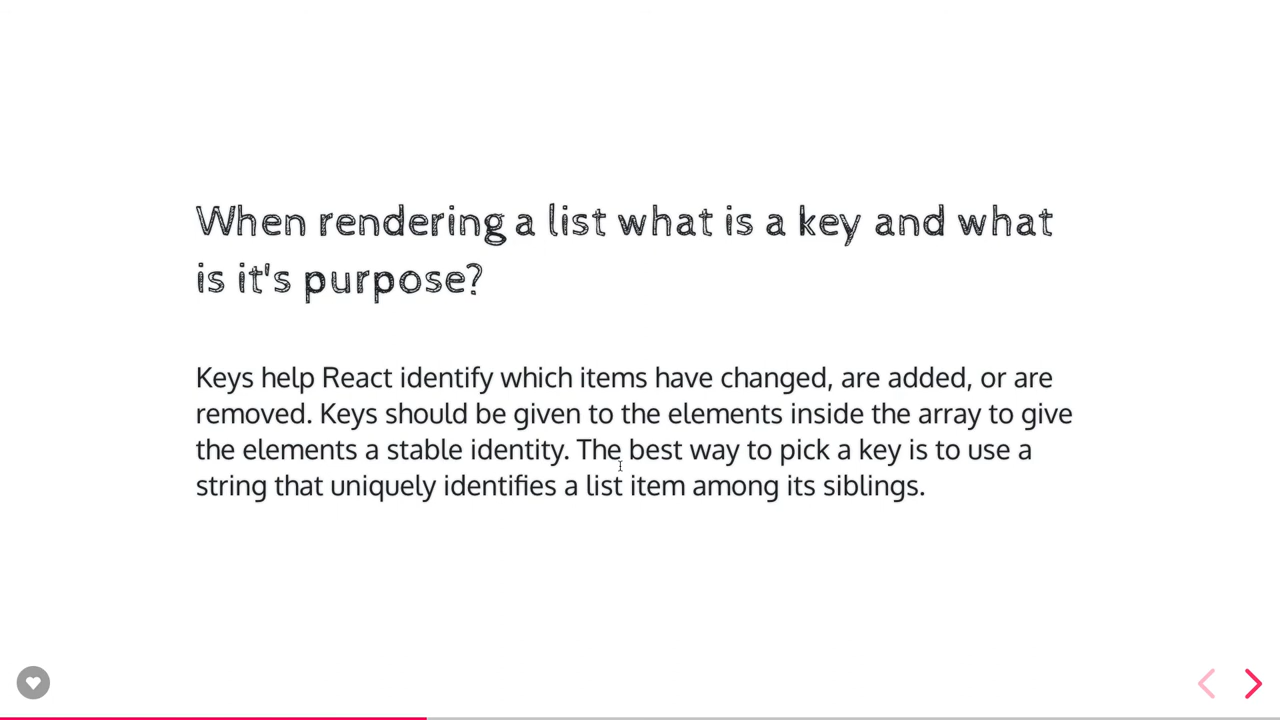 When rendering a list what is a key and what
is it's purpose?
Keys help React identify which items have changed, are added, or are
removed. Keys should be given to the elements inside the array to give
the elements a stable identity. The best way to pick a key is to use a
string that uniquely identifies a list item among its siblings.